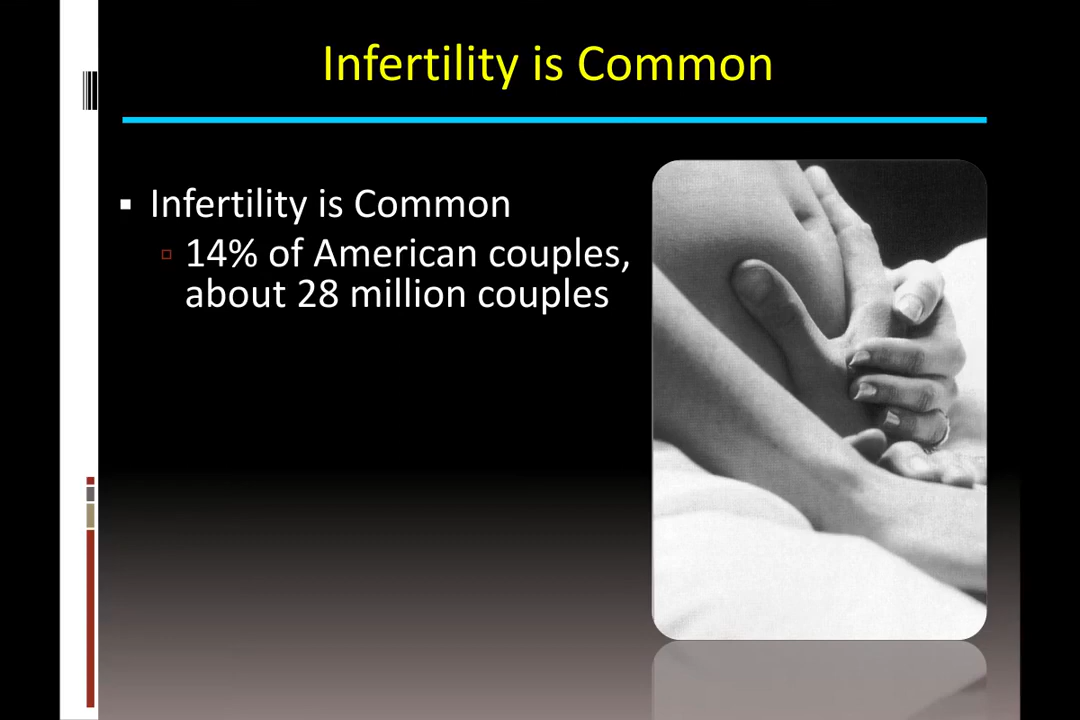 Infertility is Common
Infertility is Common
14% of American couples,
about 28 million couples